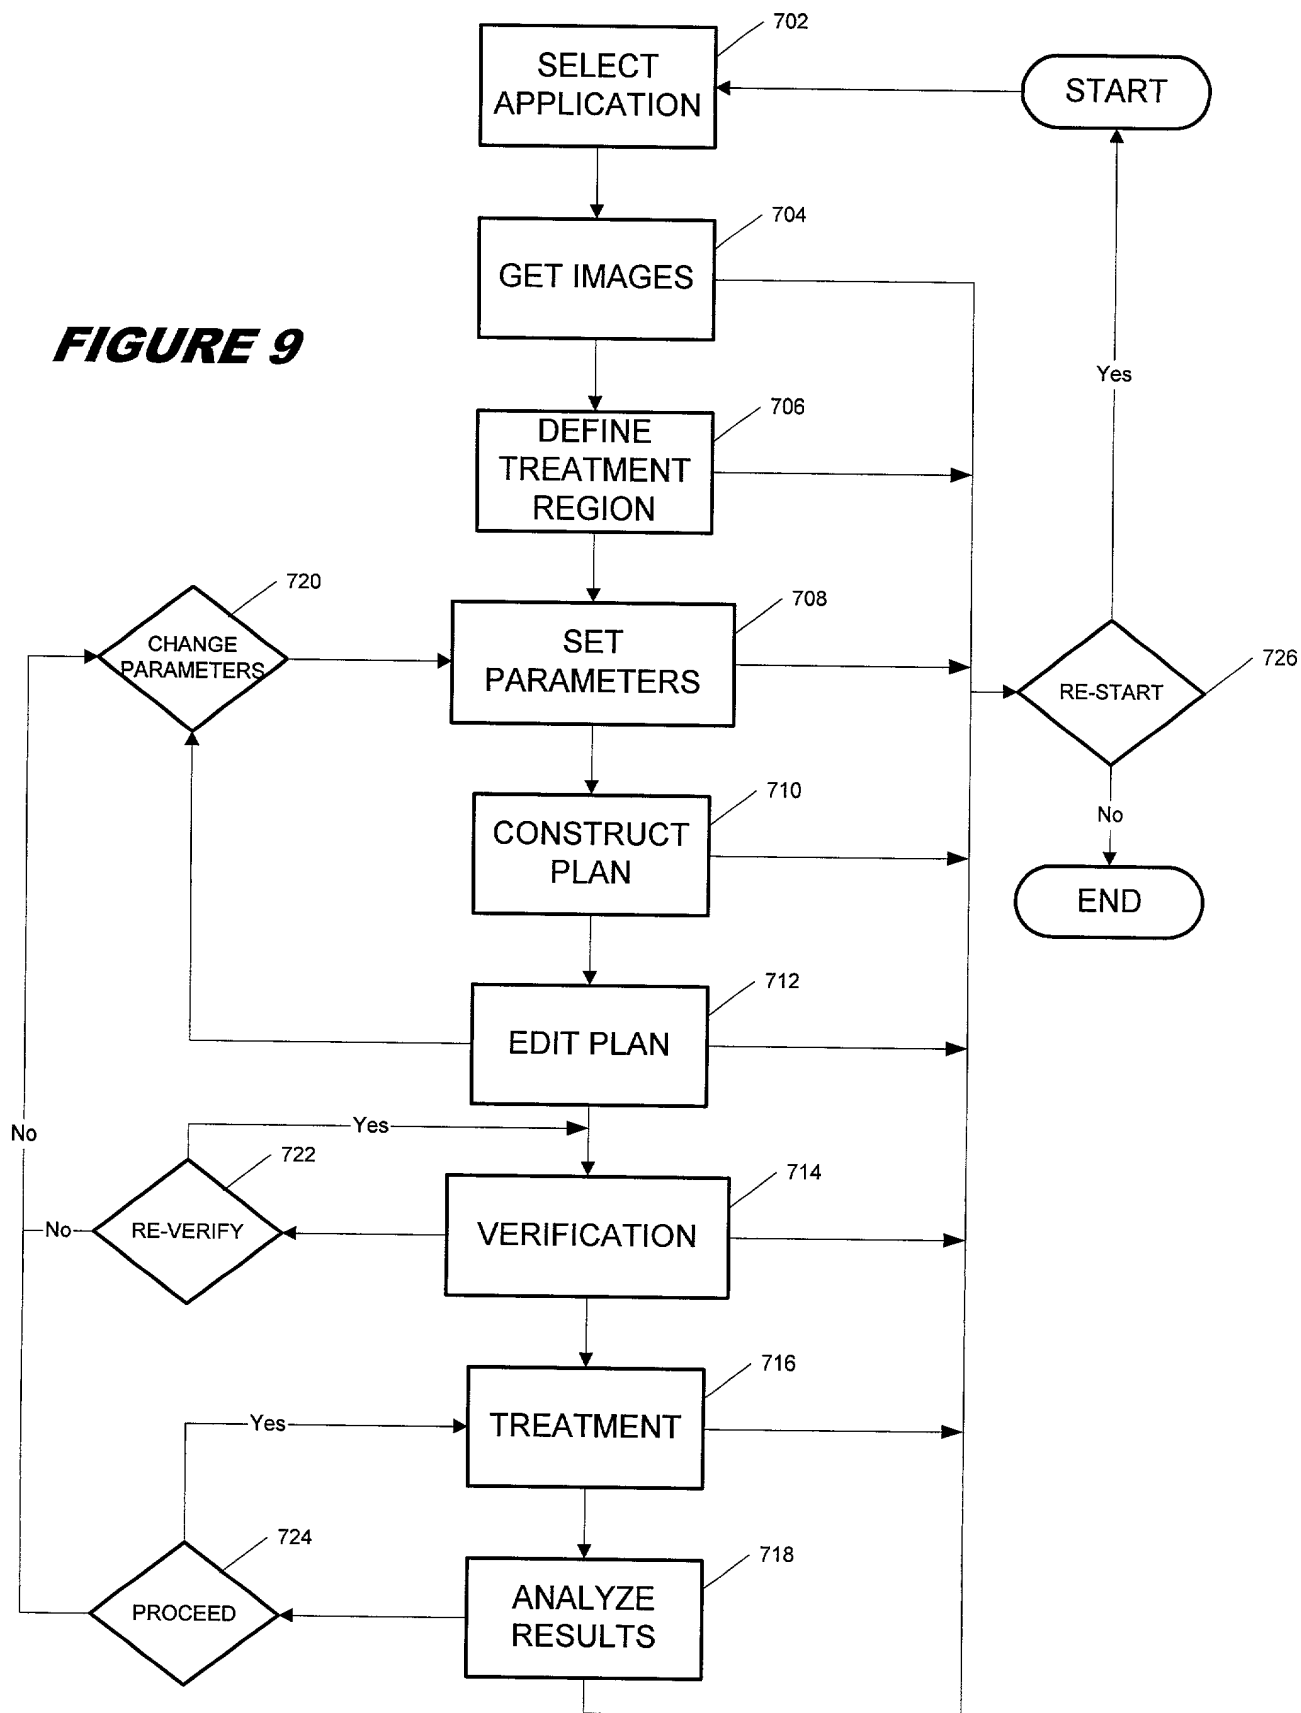 702
SELECT
APPLICATION
START
704
GET IMAGES
FIGURE 9
Yes
706
DEFINE
TREATMENT
REGION
720
CHANGE
PARAMETERS
708
SET
PARAMETERS
726
RE-START
710
CONSTRUCT
PLAN
No
END
712
EDIT PLAN
No
Yes
722
RE-VERIFY
No
714
VERIFICATION
716
TREATMENT
Yes
724
PROCEED
718
ANALYZE
RESULTS